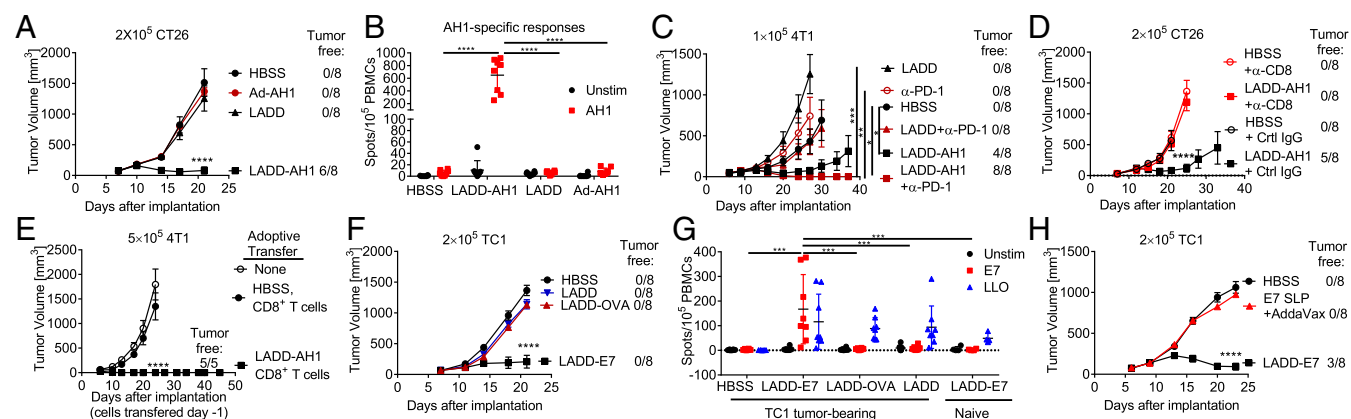 A
2X10⁵ CT26
Tumor
free:
Tumor Volume [mm³]
2000
1500
1000
500
0
0 5 10 15 20 25
Days after implantation
HBSS 0/8
Ad-AH1 0/8
LADD 0/8
****
LADD-AH1 6/8
B
AH1-specific responses
**** **** ****
Spots/10⁵ PBMCs
1000
800
600
400
200
80
60
40
20
0
Unstim
AH1
HBSS LADD-AH1 LADD Ad-AH1
C
1×10⁵ 4T1
Tumor
free:
Tumor Volume [mm³]
1500
1000
500
0
0 10 20 30 40
Days after implantation
LADD 0/8
α-PD-1 0/8
HBSS 0/8
LADD+α-PD-1 0/8
LADD-AH1 4/8
LADD-AH1 8/8
+α-PD-1
*
*
**
***
D
2×10⁵ CT26
Tumor
free:
Tumor Volume [mm³]
2000
1500
1000
500
0
0 10 20 30 40
Days after implantation
HBSS 0/8
+α-CD8
LADD-AH1 0/8
+α-CD8
HBSS 0/8
+ Crtl IgG
LADD-AH1 5/8
+ Ctrl IgG
****
E
5×10⁵ 4T1
Adoptive
Transfer
Tumor Volume [mm³]
2500
2000
1500
1000
500
0
0 5 10 15 20 25 30 35 40 45
Days after implantation
(cells transfered day -1)
None
HBSS,
CD8⁺ T cells
Tumor
free:
5/5
****
LADD-AH1
CD8⁺ T cells
F
2×10⁵ TC1
Tumor
free:
Tumor Volume [mm³]
2000
1500
1000
500
0
0 5 10 15 20 25
Days after implantation
HBSS 0/8
LADD 0/8
LADD-OVA 0/8
****
LADD-E7 0/8
G
***
***
*** ***
Spots/10⁵ PBMCs
400
300
200
100
0
-100
Unstim
E7
LLO
HBSS LADD-E7 LADD-OVA LADD LADD-E7
TC1 tumor-bearing Naive
H
2×10⁵ TC1
Tumor
free:
Tumor Volume [mm³]
2000
1500
1000
500
0
0 5 10 15 20 25
Days after implantation
HBSS 0/8
E7 SLP
+AddaVax 0/8
****
LADD-E7 3/8